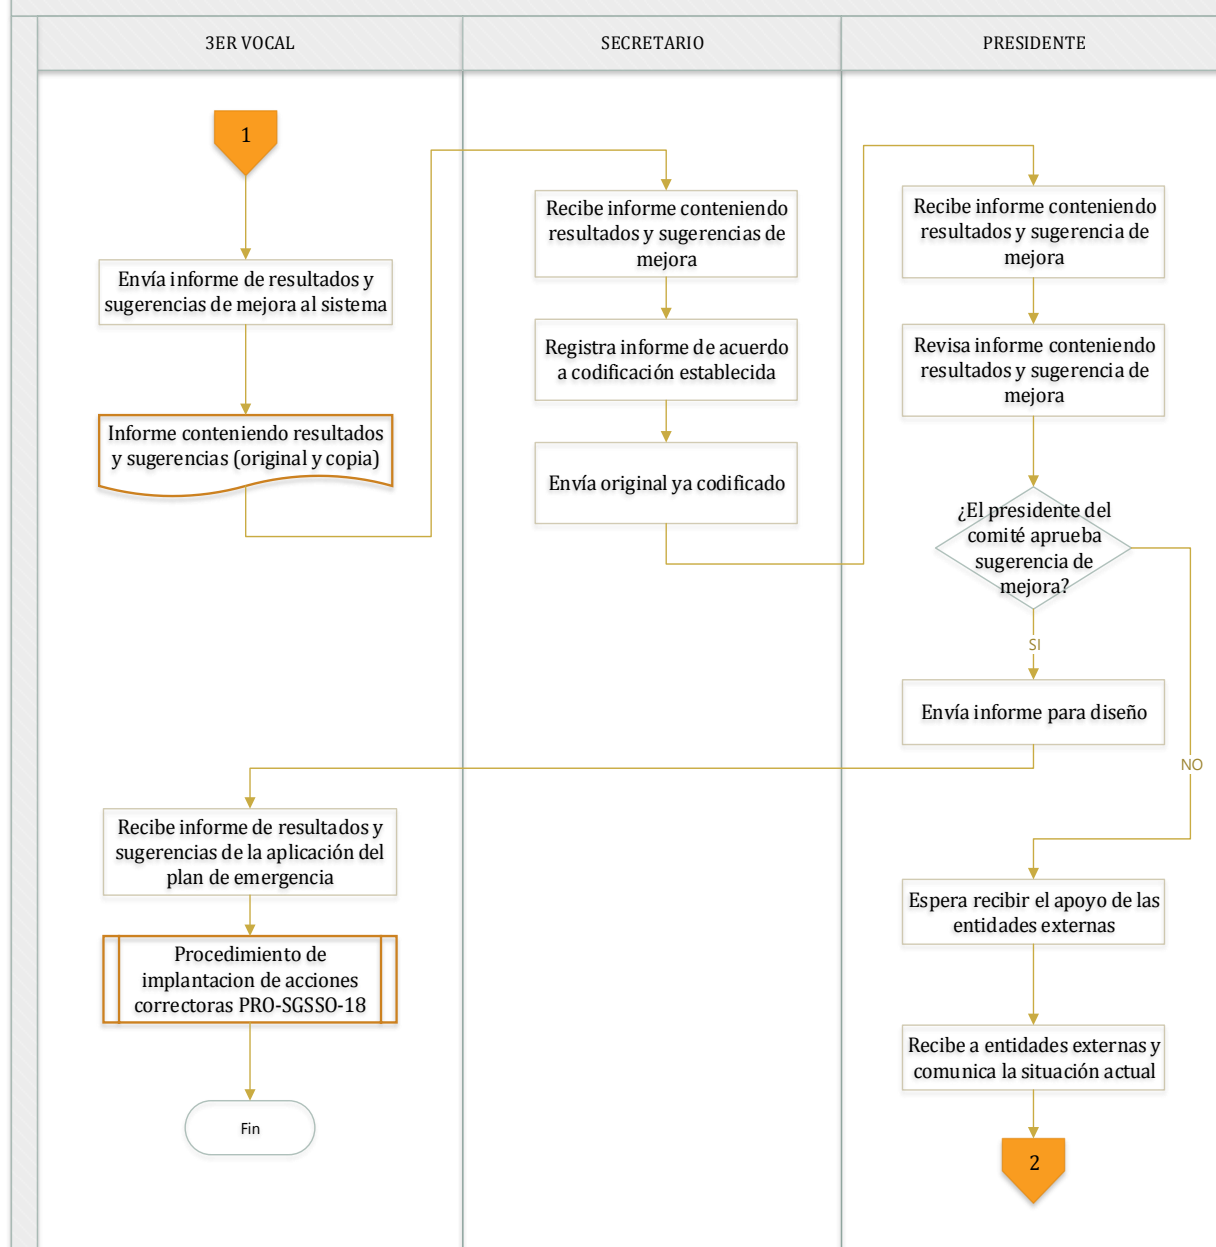 3ER VOCAL
SECRETARIO
PRESIDENTE
1
Envía informe de resultados y
sugerencias de mejora al sistema
Informe conteniendo resultados
y sugerencias (original y copia)
Recibe informe conteniendo
resultados y sugerencias de
mejora
Registra informe de acuerdo
a codificación establecida
Envía original ya codificado
Recibe informe conteniendo
resultados y sugerencia de
mejora
Revisa informe conteniendo
resultados y sugerencia de
mejora
¿El presidente del
comité aprueba
sugerencia de
mejora?
SI
NO
Envía informe para diseño
Recibe informe de resultados y
sugerencias de la aplicación del
plan de emergencia
Procedimiento de
implantacion de acciones
correctoras PRO-SGSSO-18
Fin
Espera recibir el apoyo de las
entidades externas
Recibe a entidades externas y
comunica la situación actual
2